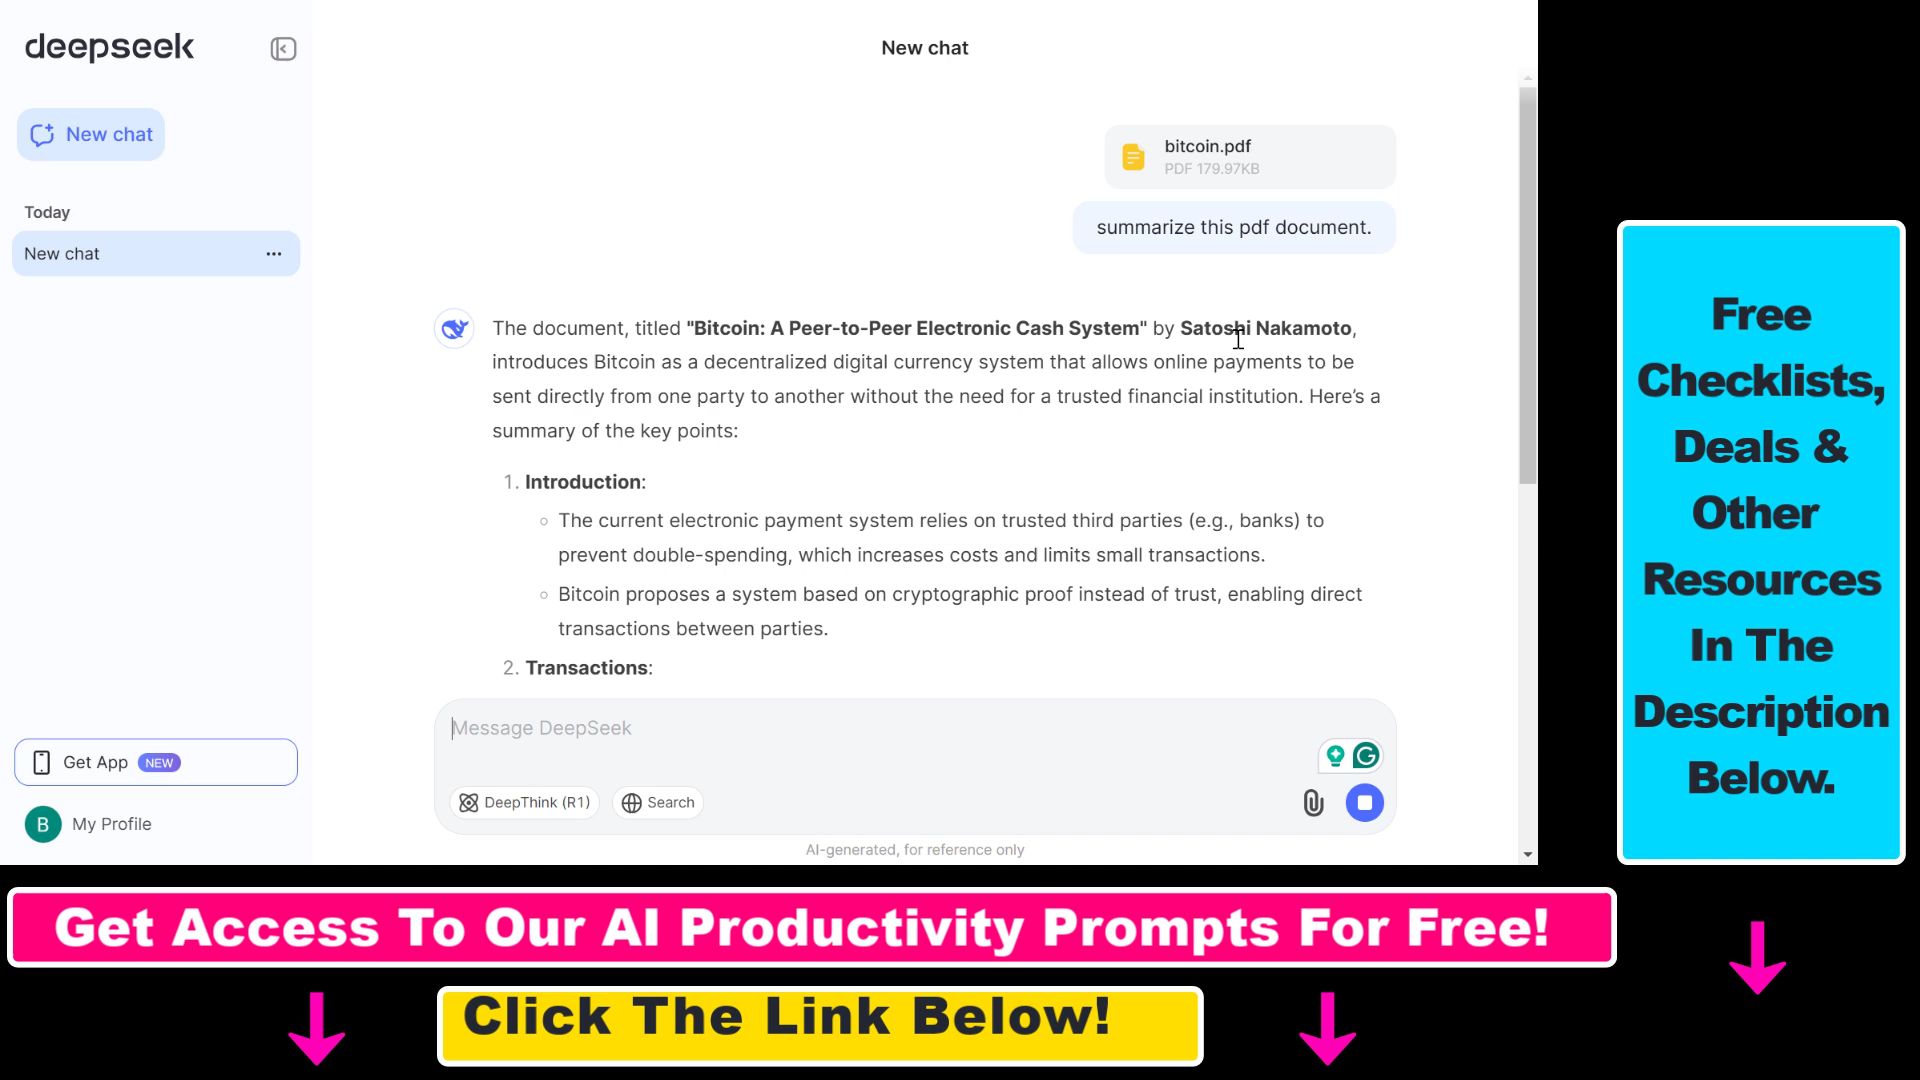 deepseek
New chat
New chat
Today
New chat
bitcoin.pdf
PDF 179.97KB
summarize this pdf document.
The document, titled "Bitcoin: A Peer-to-Peer Electronic Cash System" by Satoshi Nakamoto,
introduces Bitcoin as a decentralized digital currency system that allows online payments to be
sent directly from one party to another without the need for a trusted financial institution. Here's a
summary of the key points:
1. Introduction:
The current electronic payment system relies on trusted third parties (e.g., banks) to
prevent double-spending, which increases costs and limits small transactions.
Bitcoin proposes a system based on cryptographic proof instead of trust, enabling direct
transactions between parties.
2. Transactions:
Message DeepSeek
DeepThink (R1)
Search
AI-generated, for reference only
Get App NEW
B My Profile
Free
Checklists,
Deals &
Other
Resources
In The
Description
Below.
Get Access To Our AI Productivity Prompts For Free!
Click The Link Below!